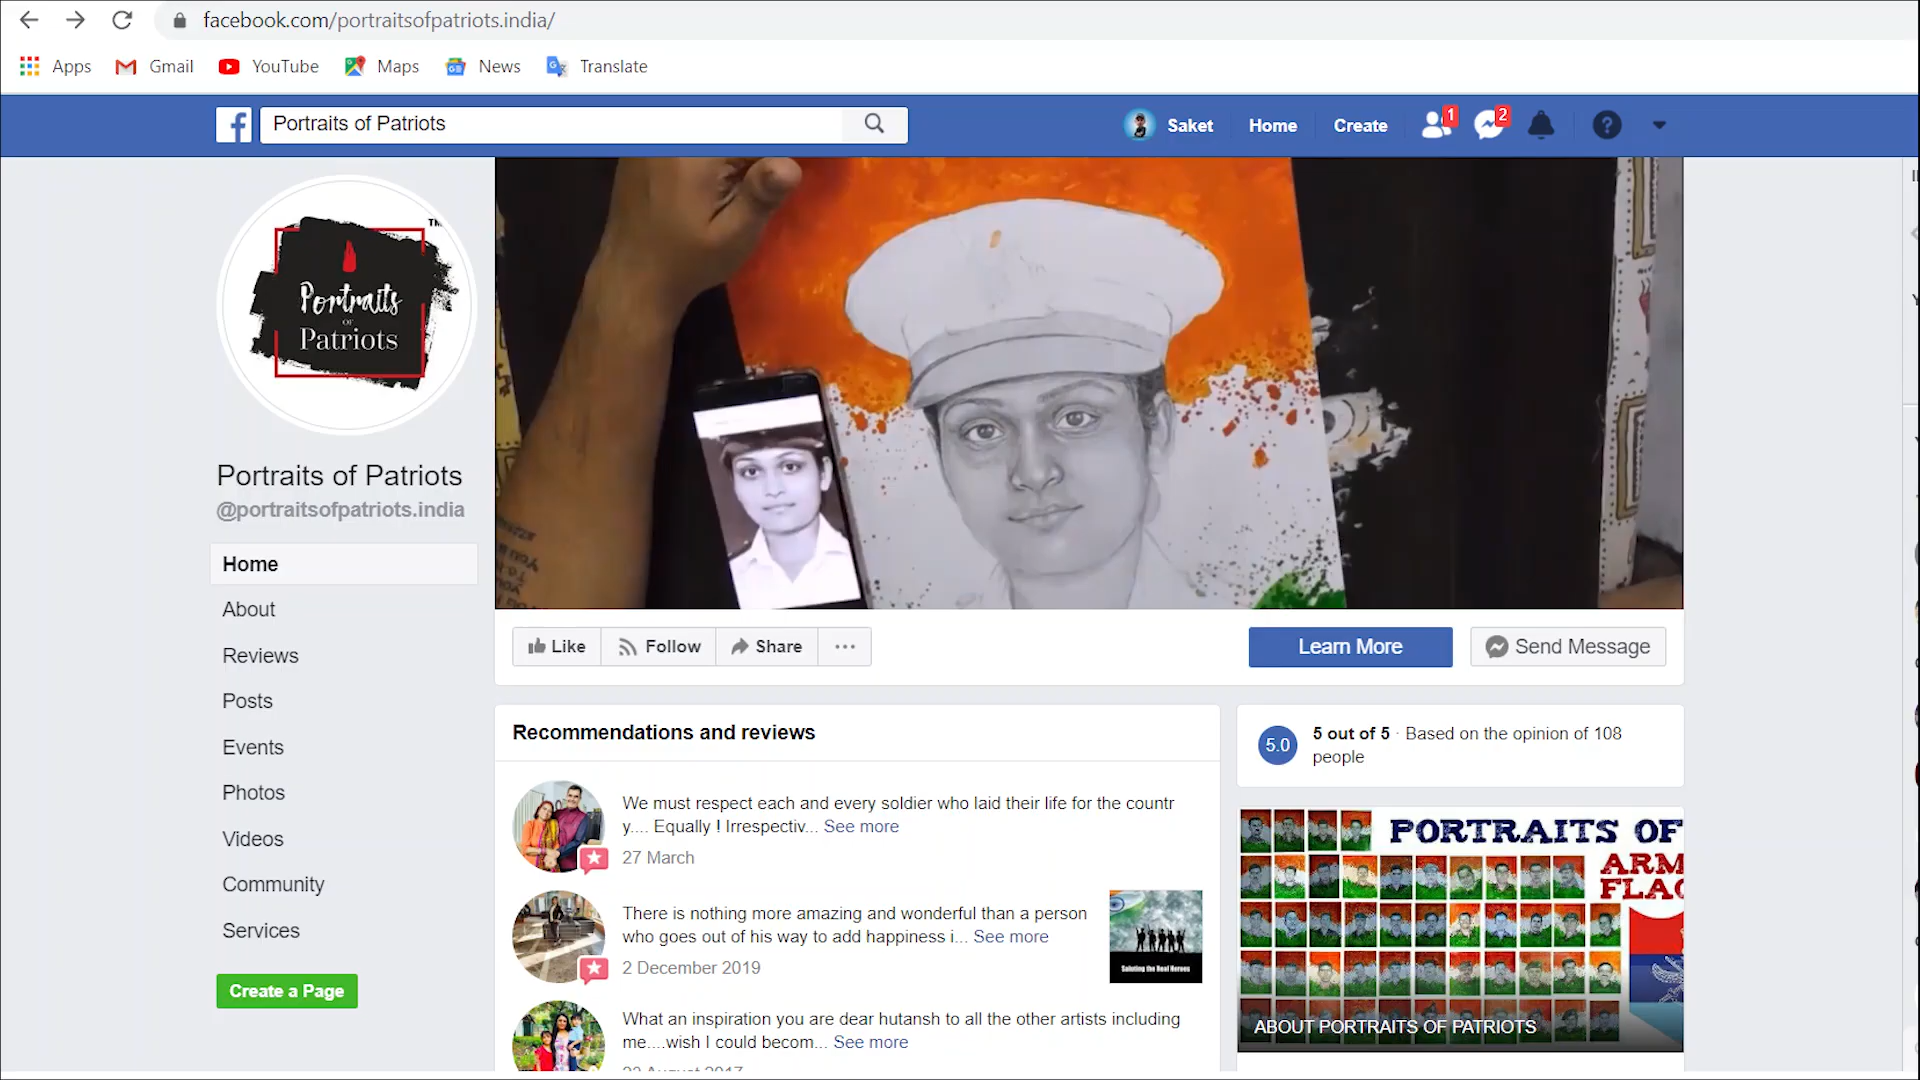 facebook.com/portraitsofpatriots.india/
Apps
Gmail
YouTube
Maps
News
Translate
Portraits of Patriots
Saket
Home
Create
1
2
TM
Portraits
OF
Patriots
Portraits of Patriots
@portraitsofpatriots.india
Home
About
Reviews
Posts
Events
Photos
Videos
Community
Services
Create a Page
Like
Follow
Share
Learn More
Send Message
Recommendations and reviews
We must respect each and every soldier who laid their life for the countr
y.... Equally ! Irrespectiv... See more
27 March
There is nothing more amazing and wonderful than a person
who goes out of his way to add happiness i... See more
2 December 2019
Saluting the Real Heroes
What an inspiration you are dear hutansh to all the other artists including
me....wish I could becom... See more
5.0
5 out of 5 · Based on the opinion of 108
people
PORTRAITS OF
ARM
FLAG
ABOUT PORTRAITS OF PATRIOTS